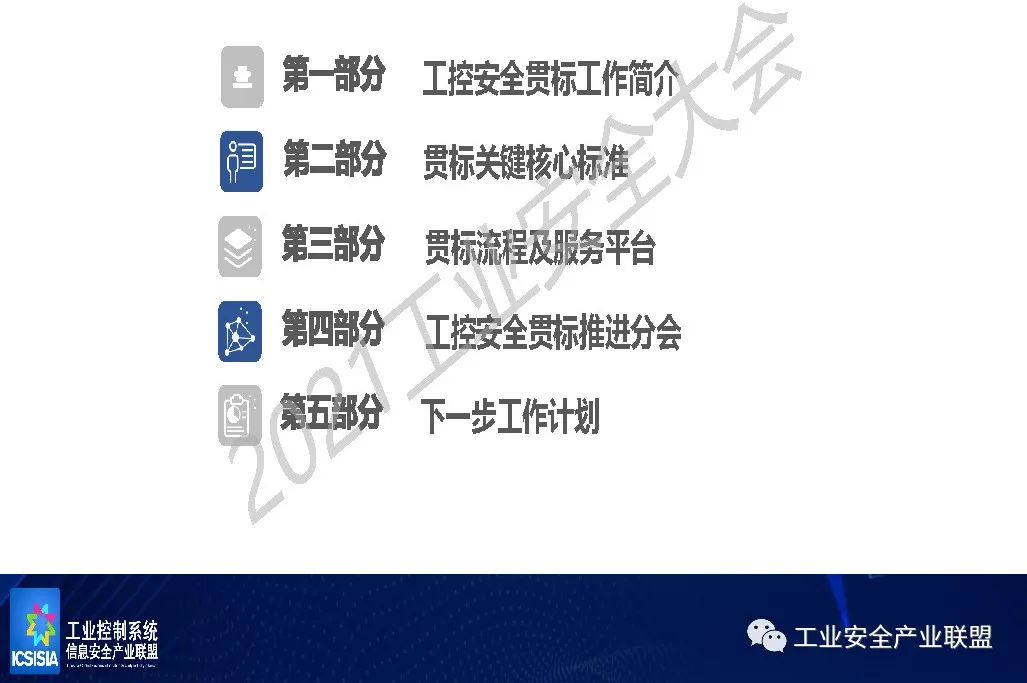 第一部分 工控安全贯标工作简介
第二部分 贯标关键核心标准
第三部分 贯标流程及服务平台
第四部分 工控安全贯标推进分会
第五部分 下一步工作计划
2021工业安全大会
ICSISIA
工业控制系统
信息安全产业联盟
工业安全产业联盟